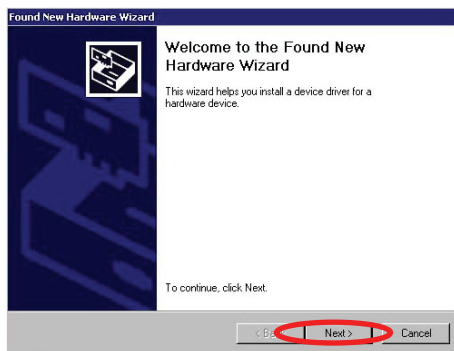 Found New Hardware Wizard
Welcome to the Found New
Hardware Wizard
This wizard helps you install a device driver for a
hardware device.
To continue, click Next.
Next >
Cancel